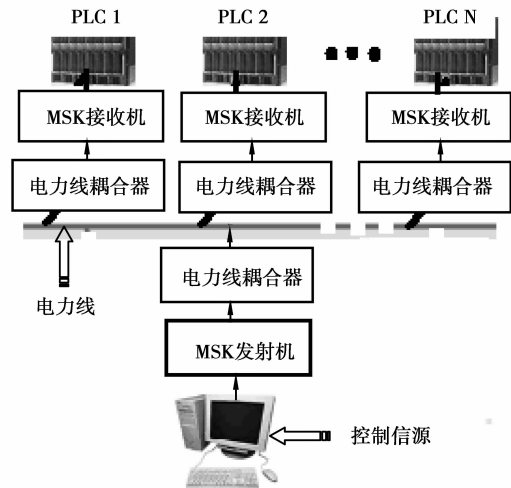 PLC 1 PLC 2 PLC N
MSK接收机 MSK接收机 MSK接收机
电力线耦合器 电力线耦合器 电力线耦合器
电力线耦合器
电力线
MSK发射机
控制信源